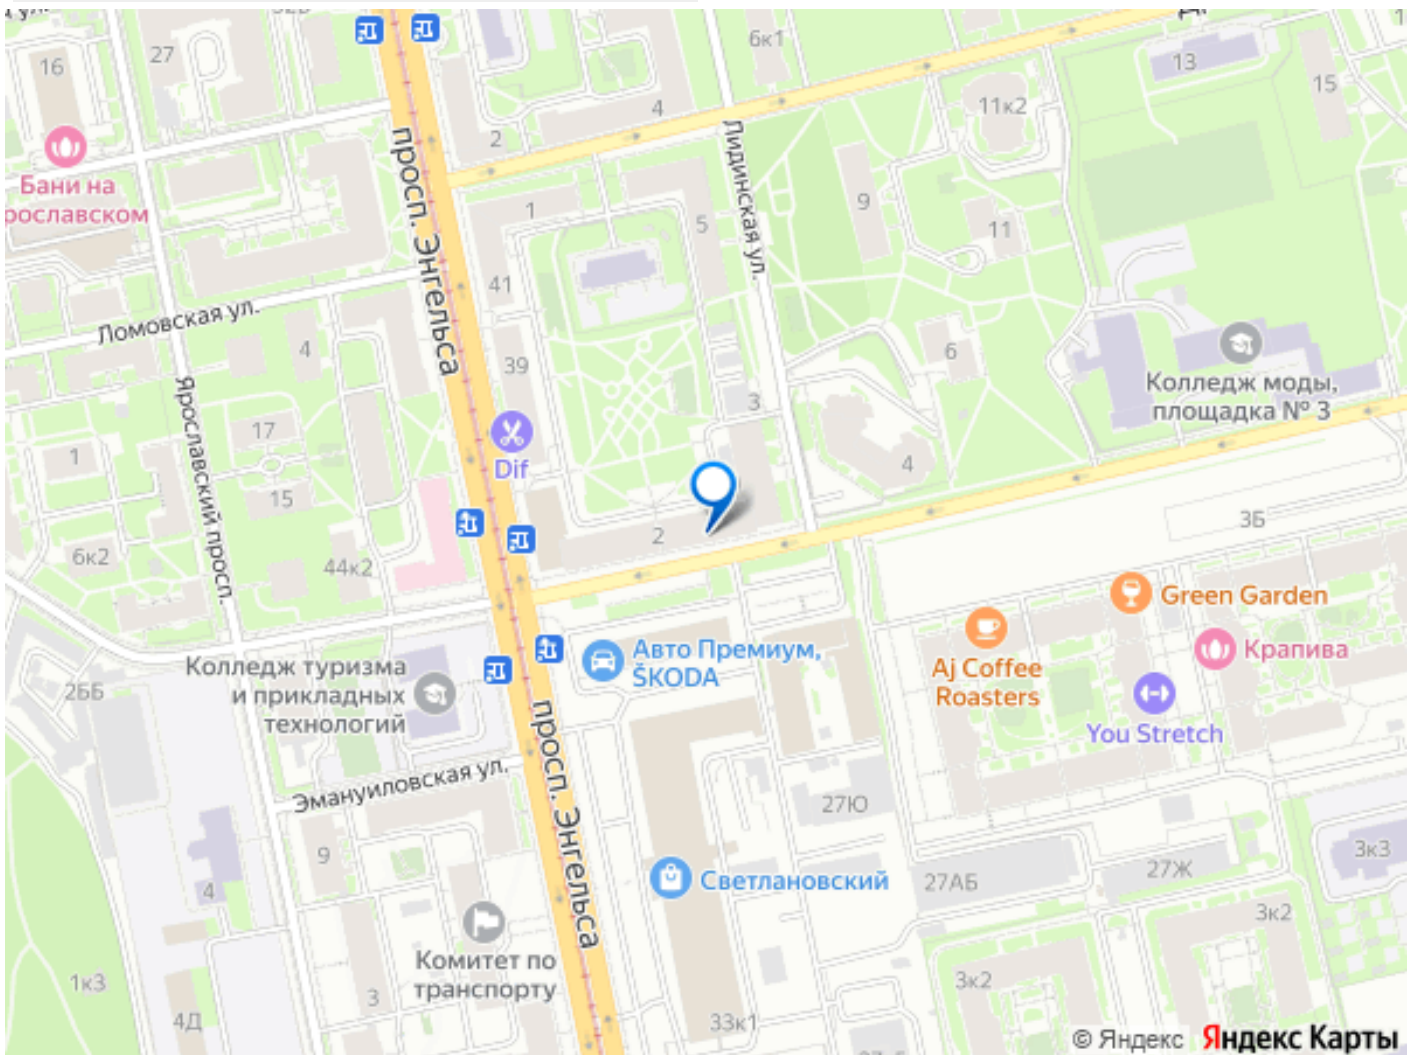 27
6к1
16
13
15
11к2
4
2
Бани на
рославском
просп. Энгельса
Лидинская ул.
9
1
5
11
41
Ломовская ул.
4
39
6
Колледж моды,
площадка № 3
Ярославский просп.
3
17
1
Dif
4
15
2
3Б
6к2
44к2
Green Garden
Авто Премиум,
ŠKODA
Aj Coffee
Roasters
Крапива
Колледж туризма
и прикладных
технологий
26Б
You Stretch
просп. Энгельса
Эмануиловская ул.
27Ю
9
3к3
4
Светлановский
27АБ
27Ж
3к2
Комитет по
транспорту
1к3
3
3к2
4Д
33к1
© Яндекс Яндекс Карты